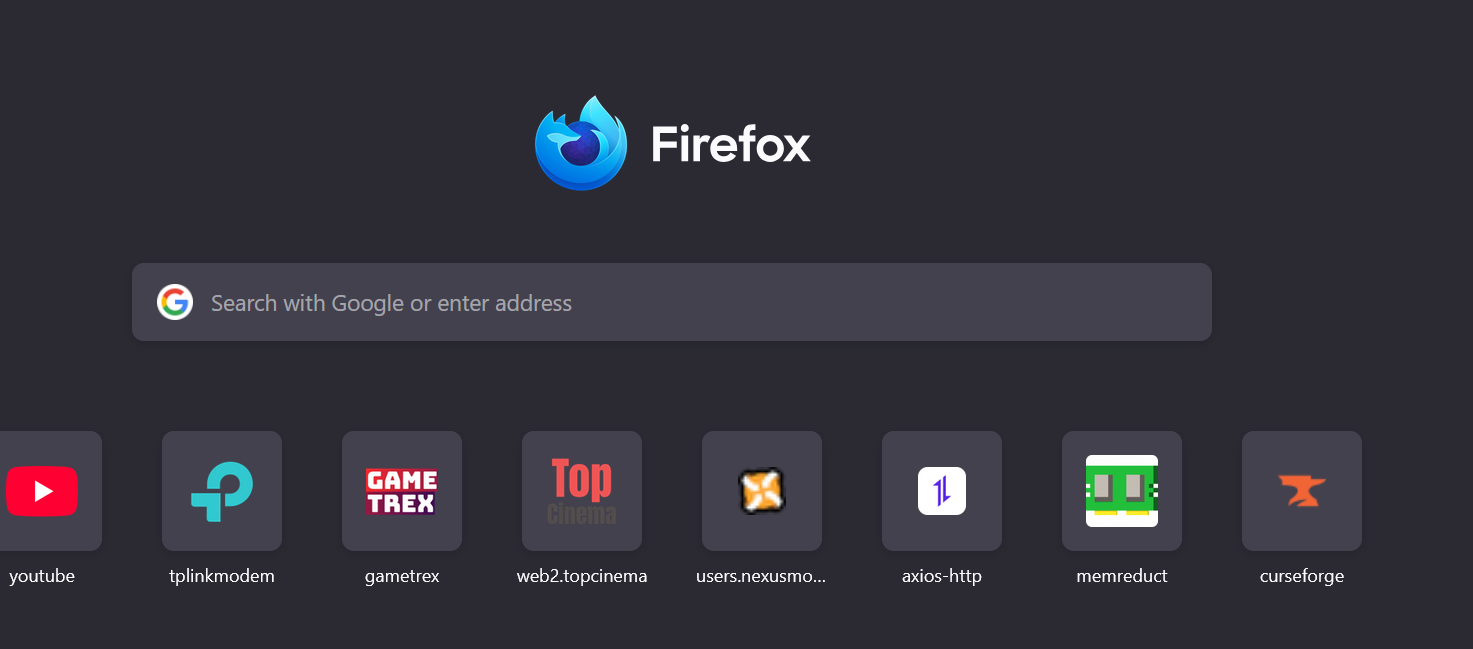 Firefox
Search with Google or enter address
GAME
TREX
Top
Cinema
youtube
tplinkmodem
gametrex
web2.topcinema
users.nexusmo...
axios-http
memreduct
curseforge